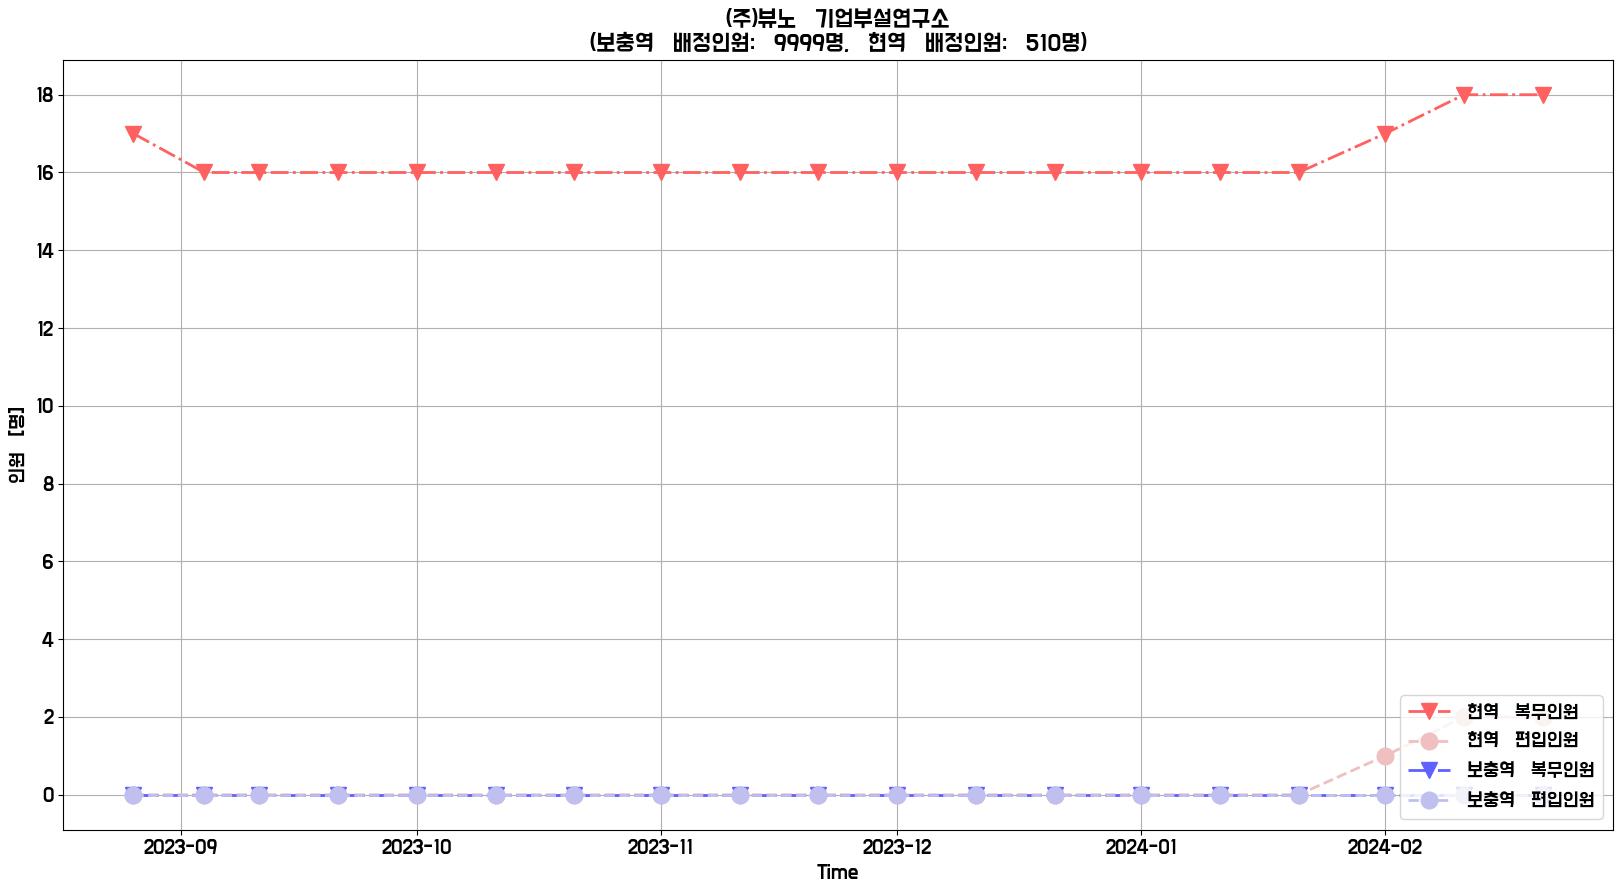 (주)뷰노 기업부설연구소
(보충역 배정인원: 9999명, 현역 배정인원: 510명)
18
16
14
12
10
8
6
4
2
0
인원 [명]
현역 복무인원
현역 편입인원
보충역 복무인원
보충역 편입인원
2023-09 2023-10 2023-11 2023-12 2024-01 2024-02
Time